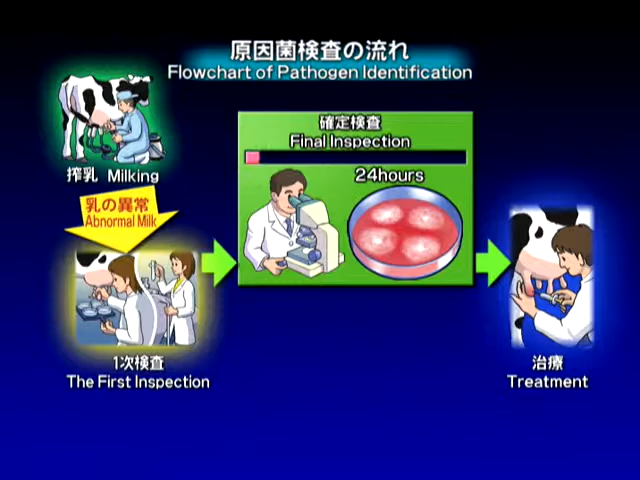 原因菌検査の流れ
Flowchart of Pathogen Identification
搾乳 Milking
乳の異常
Abnormal Milk
1次検査
The First Inspection
確定検査
Final Inspection
24hours
治療
Treatment